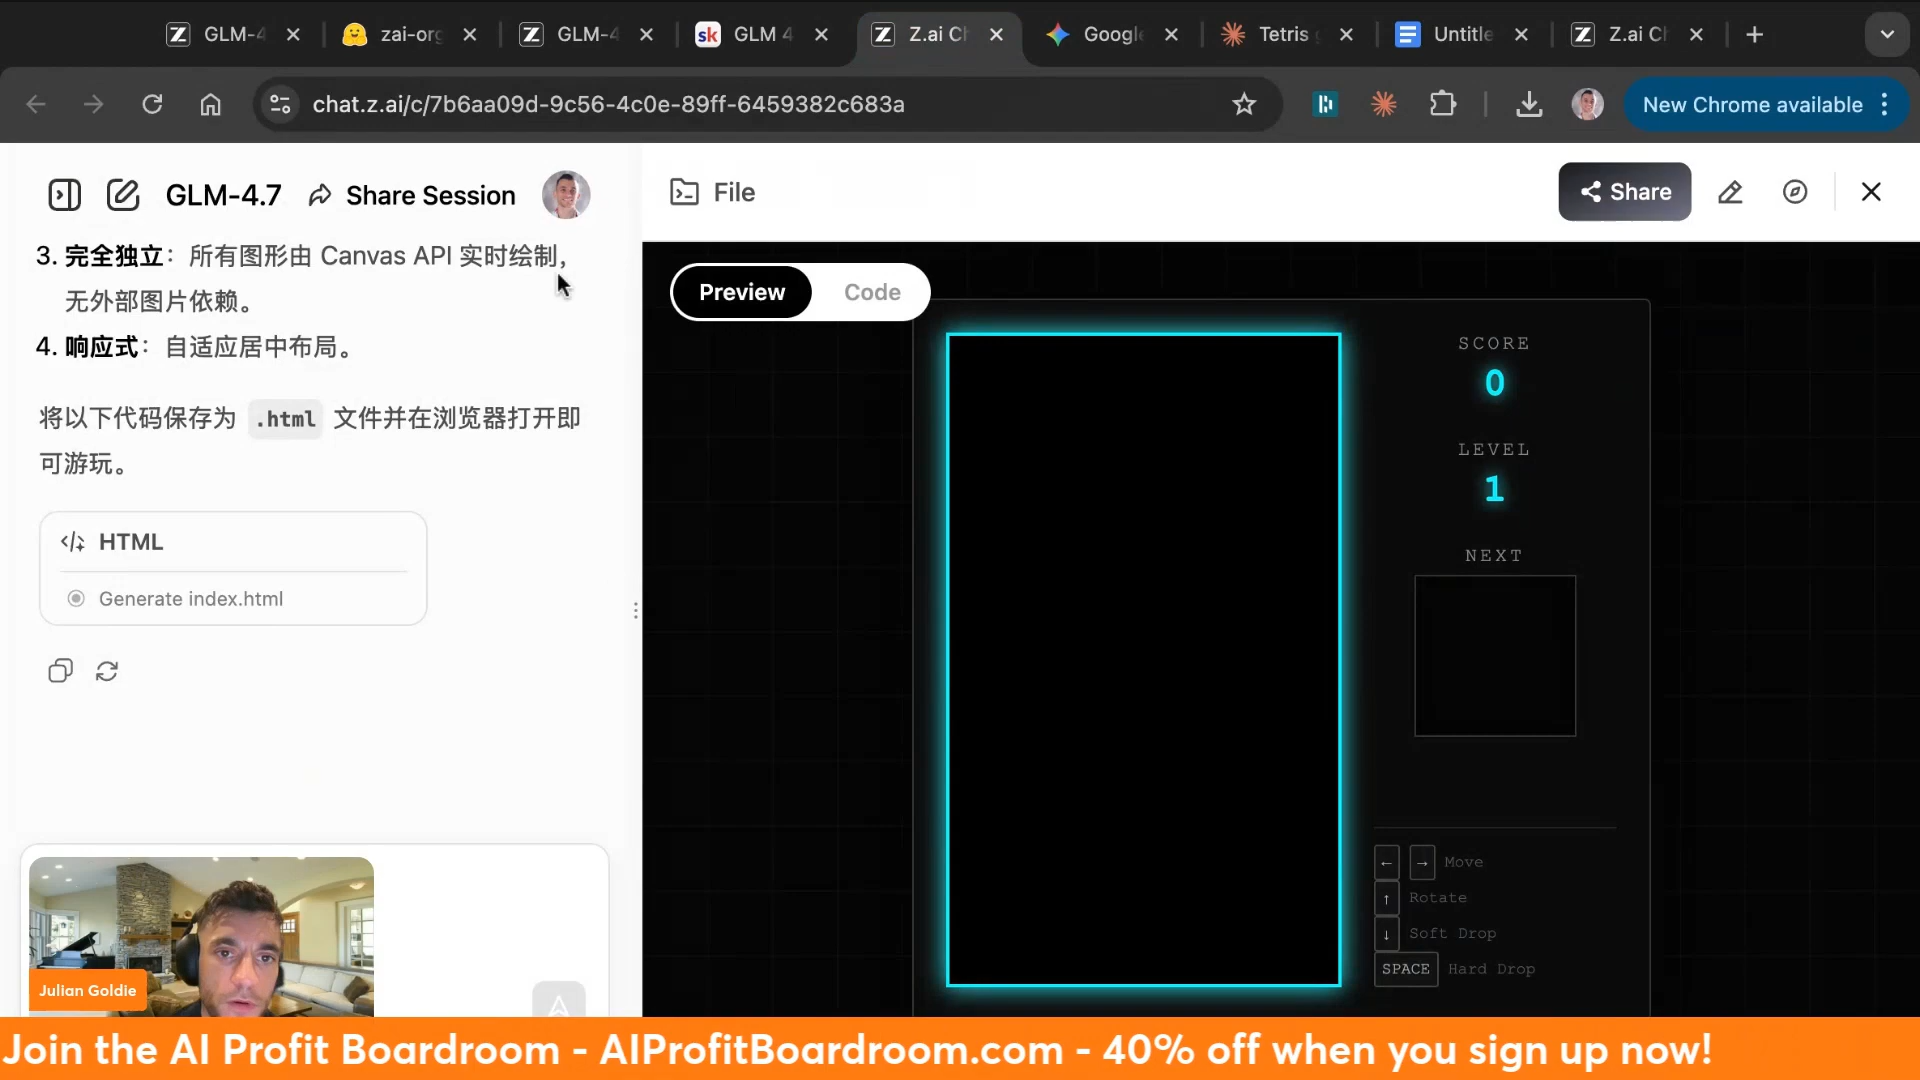 GLM-4
zai-org
GLM-4
sk
GLM 4
Z.ai Ch
Google
Tetris
Untitle
Z.ai Ch
chat.z.ai/c/7b6aa09d-9c56-4c0e-89ff-6459382c683a
New Chrome available
GLM-4.7
Share Session
File
Share
3. 完全独立：所有图形由 Canvas API 实时绘制，
无外部图片依赖。
4. 响应式：自适应居中布局。
将以下代码保存为 .html 文件并在浏览器打开即
可游玩。
HTML
Generate index.html
Preview
Code
SCORE
0
LEVEL
1
NEXT
← → Move
↑ Rotate
↓ Soft Drop
SPACE Hard Drop
Julian Goldie
Join the AI Profit Boardroom - AIProfitBoardroom.com - 40% off when you sign up now!